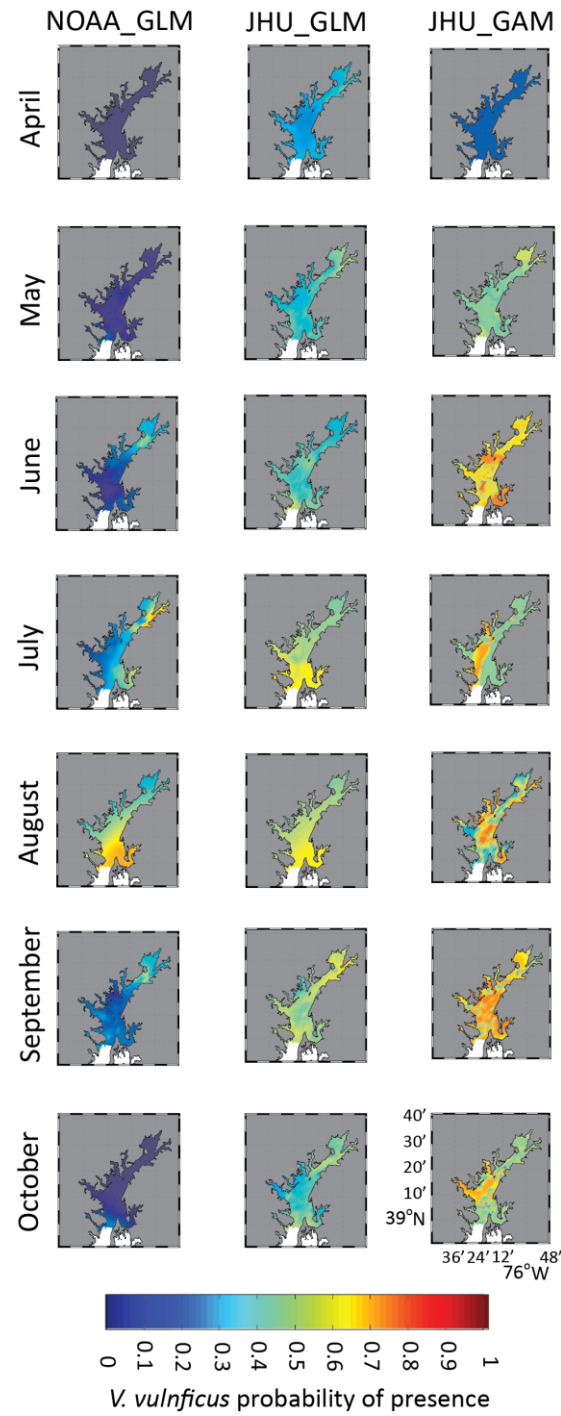 NOAA_GLM JHU_GLM JHU_GAM
April
May
June
July
August
September
October
40′
30′
20′
10′
39°N
36′ 24′ 12′ 48′
76°W
0 0.1 0.2 0.3 0.4 0.5 0.6 0.7 0.8 0.9 1
V. vulnficus probability of presence